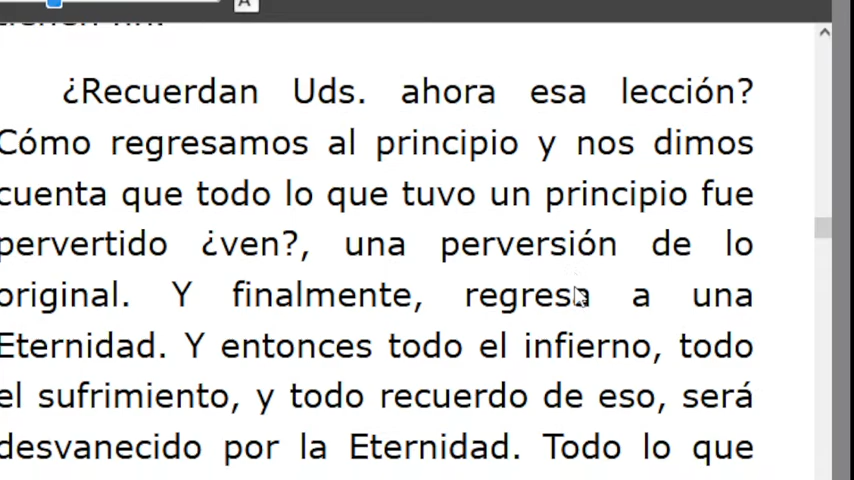 ¿Recuerdan Uds. ahora esa lección?
Cómo regresamos al principio y nos dimos
cuenta que todo lo que tuvo un principio fue
pervertido ¿ven?, una perversión de lo
original. Y finalmente, regresa a una
Eternidad. Y entonces todo el infierno, todo
el sufrimiento, y todo recuerdo de eso, será
desvanecido por la Eternidad. Todo lo que